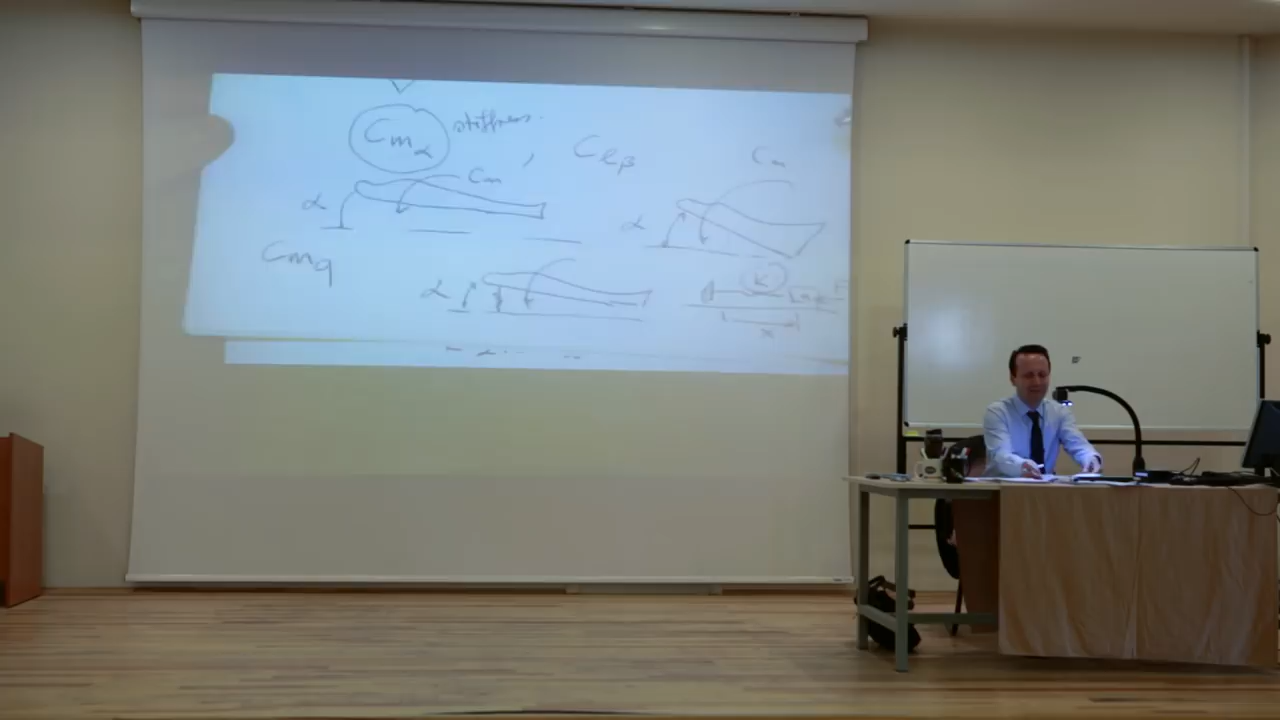 Cmα stiffness. , Clβ Cm
α Cm α
Cmq α K
x